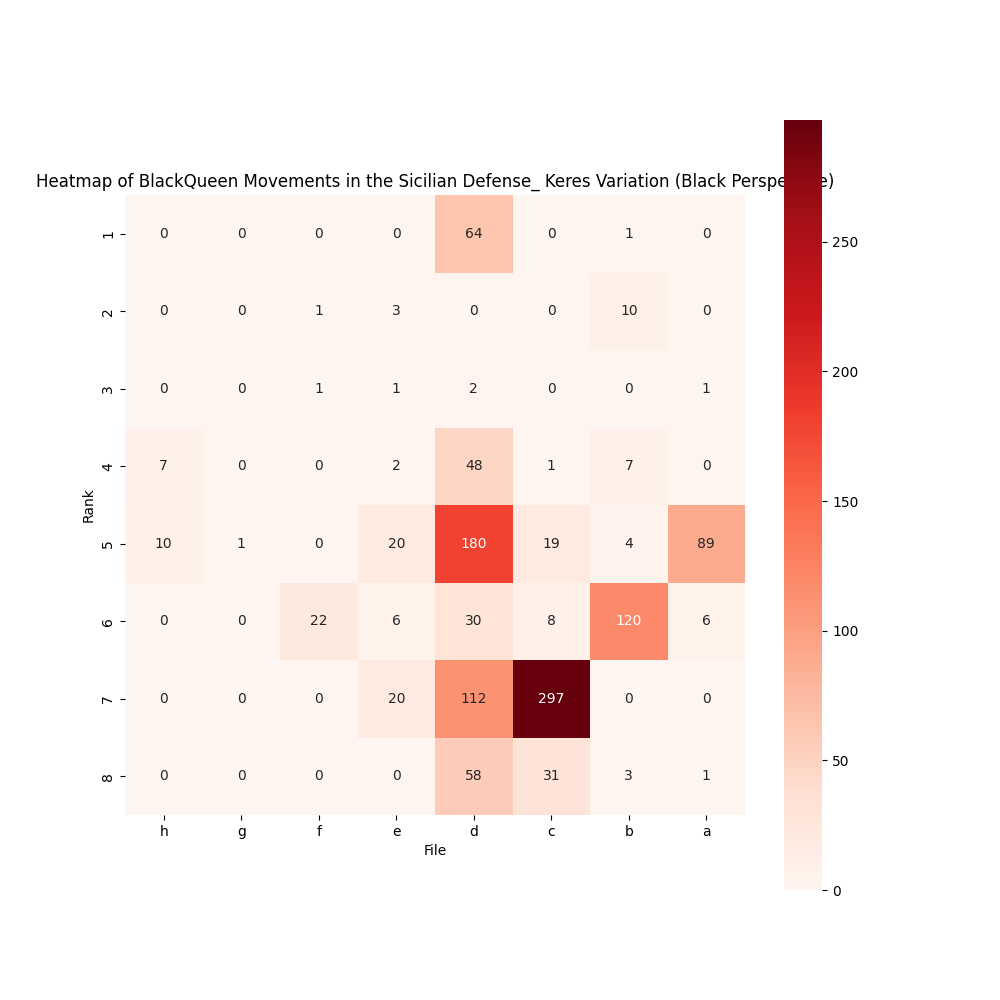 Heatmap of BlackQueen Movements in the Sicilian Defense_ Keres Variation (Black Perspe e)
1 0 0 0 0 64 0 1 0
2 0 0 1 3 0 0 10 0
3 0 0 1 1 2 0 0 1
4 7 0 0 2 48 1 7 0
5 10 1 0 20 180 19 4 89
6 0 0 22 6 30 8 120 6
7 0 0 0 20 112 297 0 0
8 0 0 0 0 58 31 3 1
h g f e d c b a
Rank
File
250
200
150
100
50
0